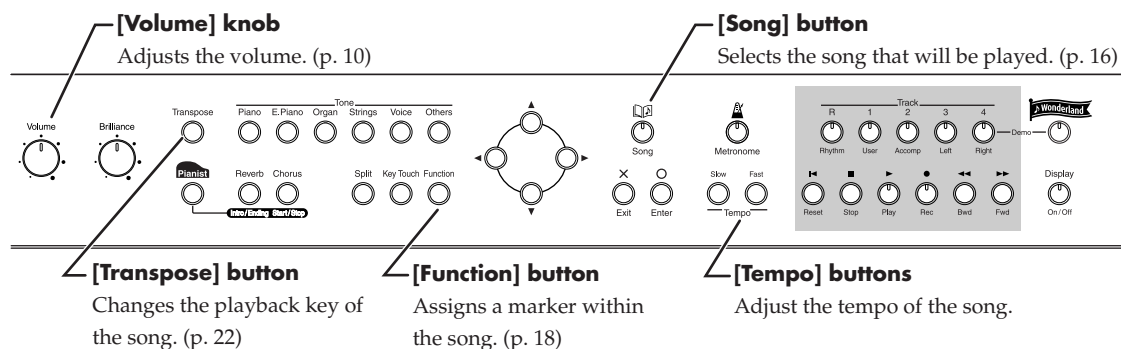 [Volume] knob
Adjusts the volume. (p. 10)
[Song] button
Selects the song that will be played. (p. 16)
Volume
Brilliance
Transpose
Tone
Piano E.Piano Organ Strings Voice Others
Song
Metronome
Track
R 1 2 3 4
Rhythm User Accomp Left Right
Demo
Wonderland
Pianist
Reverb Chorus
Intro/Ending Start/Stop
Split Key Touch Function
Exit Enter
Slow Fast
Tempo
Reset Stop Play Rec Bwd Fwd
Display
On/Off
[Transpose] button
Changes the playback key of
the song. (p. 22)
[Function] button
Assigns a marker within
the song. (p. 18)
[Tempo] buttons
Adjust the tempo of the song.